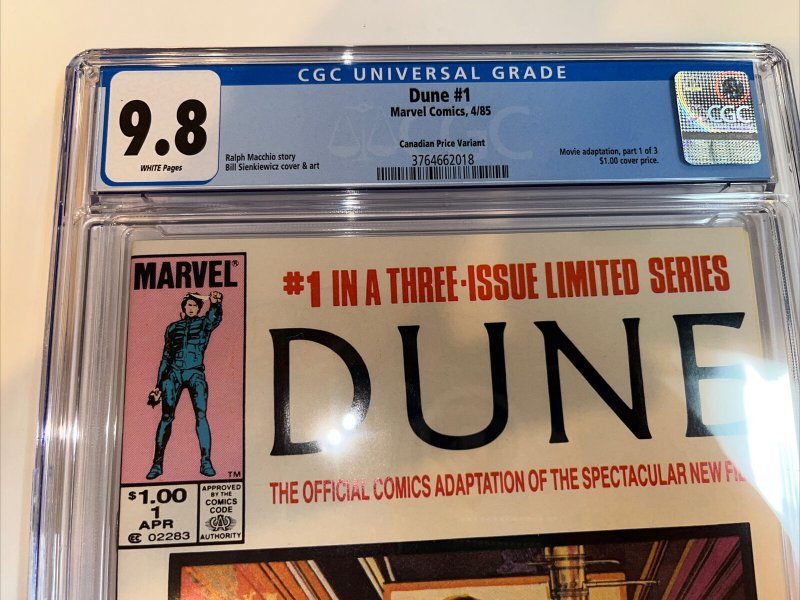 CGC UNIVERSAL GRADE
9.8
WHITE Pages
Dune #1
Marvel Comics, 4/85
Canadian Price Variant
3764662018
Ralph Macchio story
Bill Sienkiewicz cover & art
Movie adaptation, part 1 of 3
$1.00 cover price.
CGC
MARVEL®
TM
$1.00
1
APR
CC 02283
APPROVED
BY THE
COMICS
CODE
CA
AUTHORITY
#1 IN A THREE-ISSUE LIMITED SERIES
DUNE
THE OFFICIAL COMICS ADAPTATION OF THE SPECTACULAR NEW